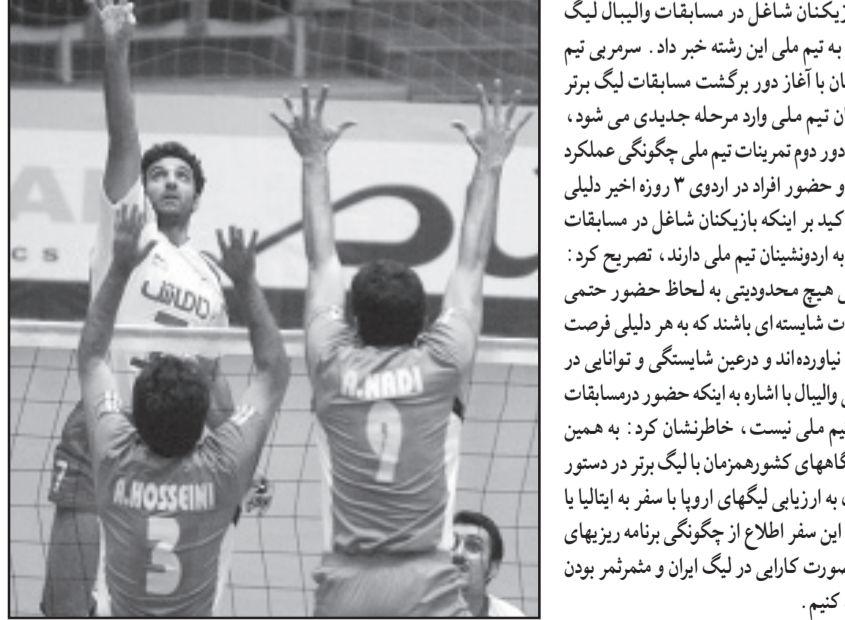 زیکنان شاغل در مسابقات والیبال لیگ
به تیم ملی این رشته خبر داد. سرمربی تیم
ان با آغاز دور برگشت مسابقات لیگ برتر
تیم ملی وارد مرحله جدیدی می شود،
دور دوم تمرینات تیم ملی چگونگی عملکرد
و حضور افراد در اردوی ۳ روزه اخیر دلیلی
کید بر اینکه بازیکنان شاغل در مسابقات
به اردونشینان تیم ملی دارند، تصریح کرد:
هیچ محدودیتی به لحاظ حضور حتمی
ت شایسته ای باشند که به هر دلیلی فرصت
نیاورده‌اند و درعین شایستگی و توانایی در
والیبال با اشاره به اینکه حضور درمسابقات
تیم ملی نیست، خاطرنشان کرد: به همین
گاههای کشورهمزمان با لیگ برتر در دستور
به ارزیابی لیگهای اروپا با سفر به ایتالیا یا
این سفر اطلاع از چگونگی برنامه ریزیهای
صورت کارایی در لیگ ایران و مثمرثمر بودن
کنیم.
A.NADI
9
A.HOSSEINI
3
7
C S